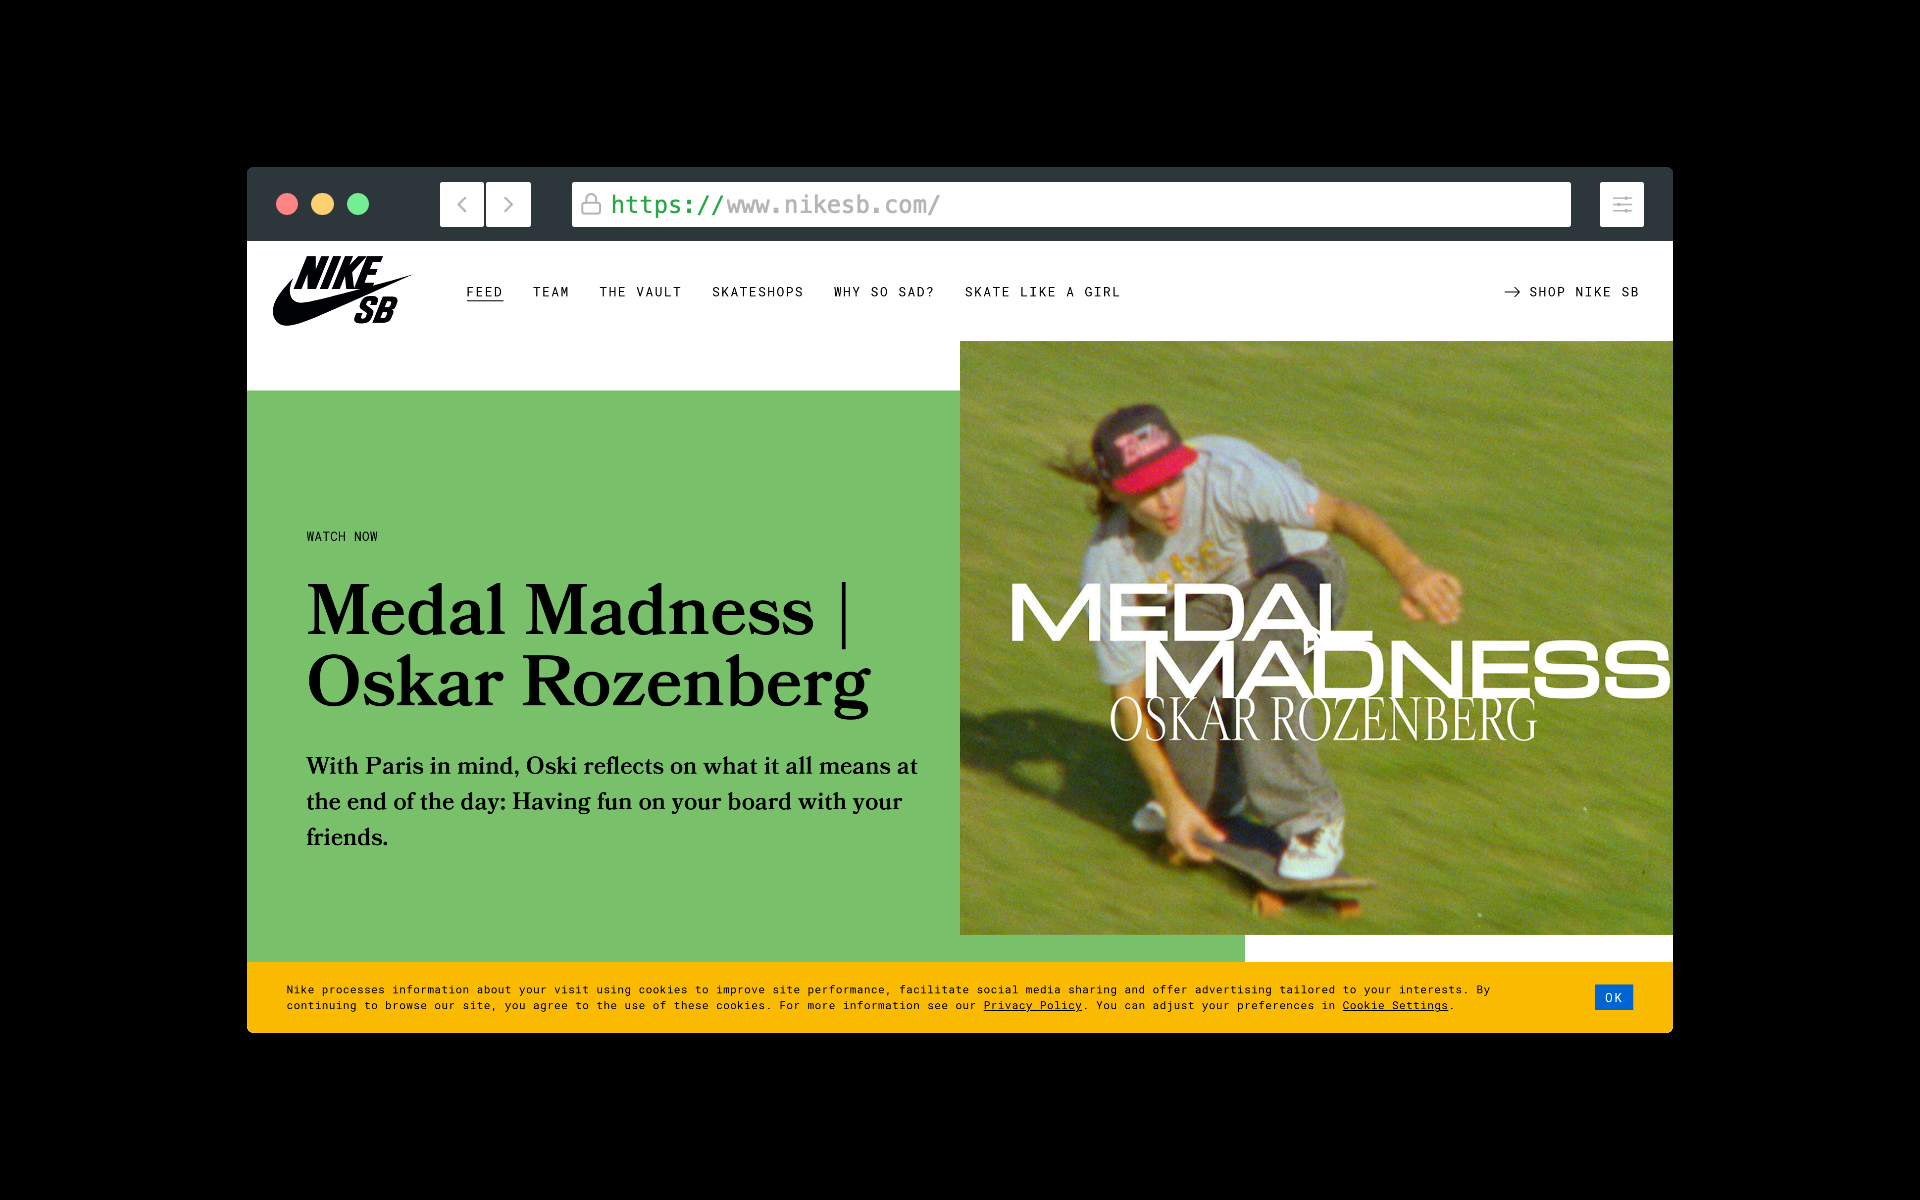 https://www.nikesb.com/
NIKE
SB
FEED
TEAM
THE VAULT
SKATESHOPS
WHY SO SAD?
SKATE LIKE A GIRL
SHOP NIKE SB
WATCH NOW
Medal Madness |
Oskar Rozenberg
With Paris in mind, Oski reflects on what it all means at
the end of the day: Having fun on your board with your
friends.
MEDAL
MADNESS
OSKAR ROZENBERG
Nike processes information about your visit using cookies to improve site performance, facilitate social media sharing and offer advertising tailored to your interests. By
continuing to browse our site, you agree to the use of these cookies. For more information see our Privacy Policy. You can adjust your preferences in Cookie Settings.
OK